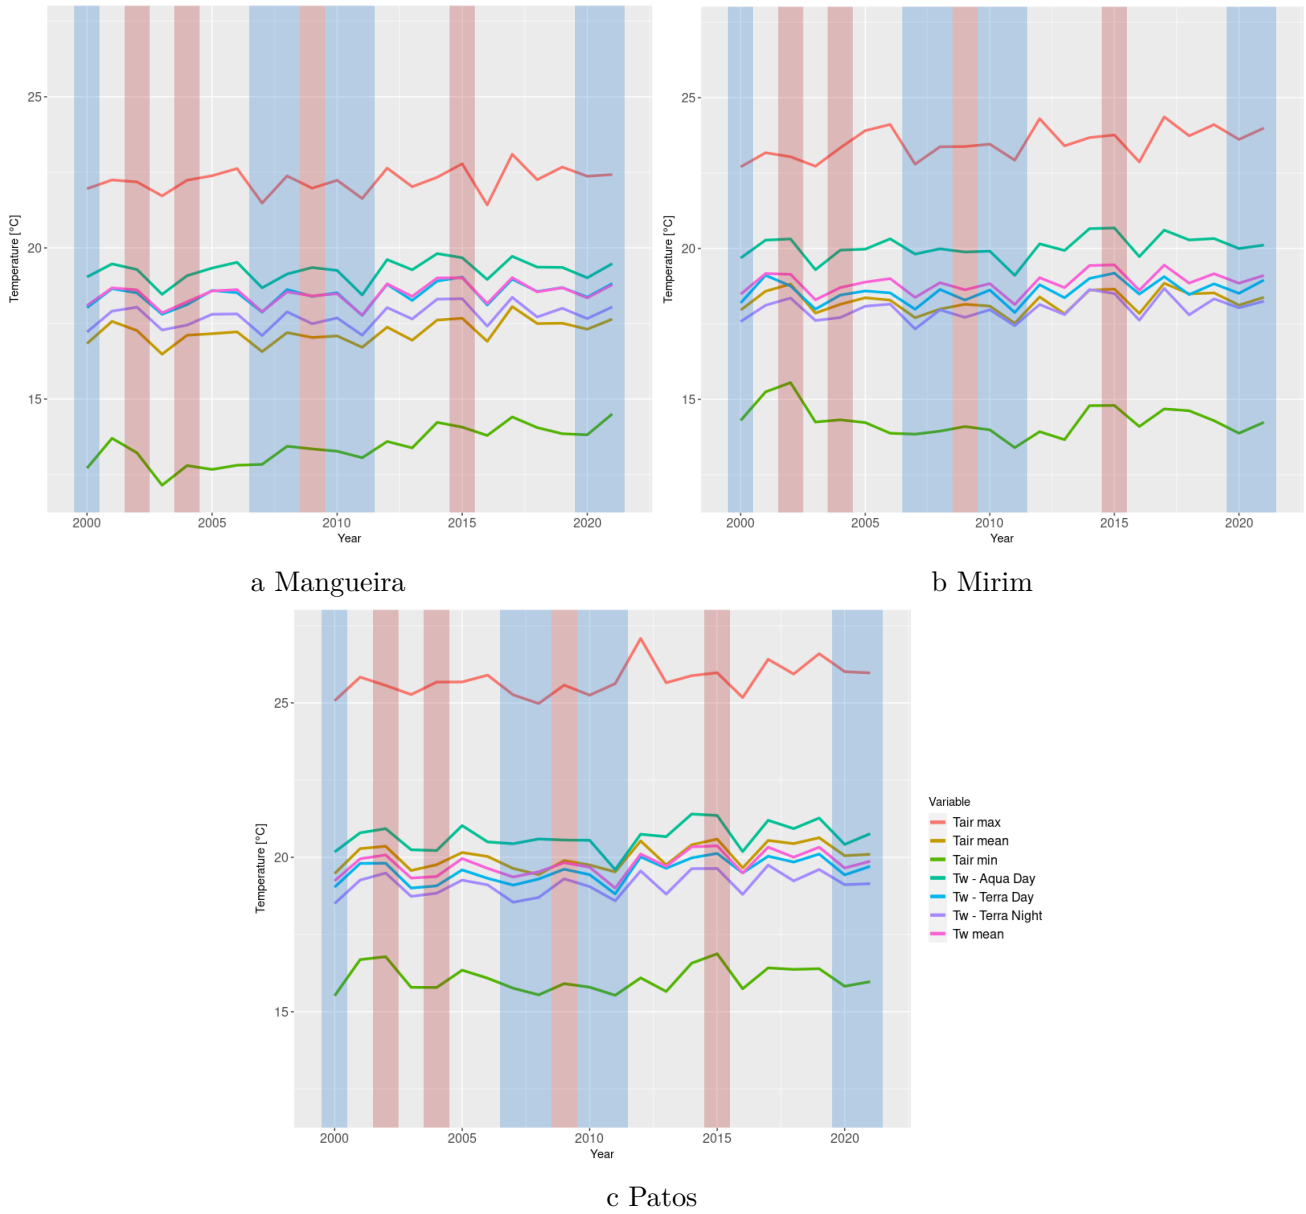 25
20
15
Temperature [°C]
2000
2005
2010
2015
2020
Year
a Mangueira
25
20
15
Temperature [°C]
2000
2005
2010
2015
2020
Year
b Mirim
25
20
15
Temperature [°C]
2000
2005
2010
2015
2020
Year
c Patos
Variable
Tair max
Tair mean
Tair min
Tw - Aqua Day
Tw - Terra Day
Tw - Terra Night
Tw mean